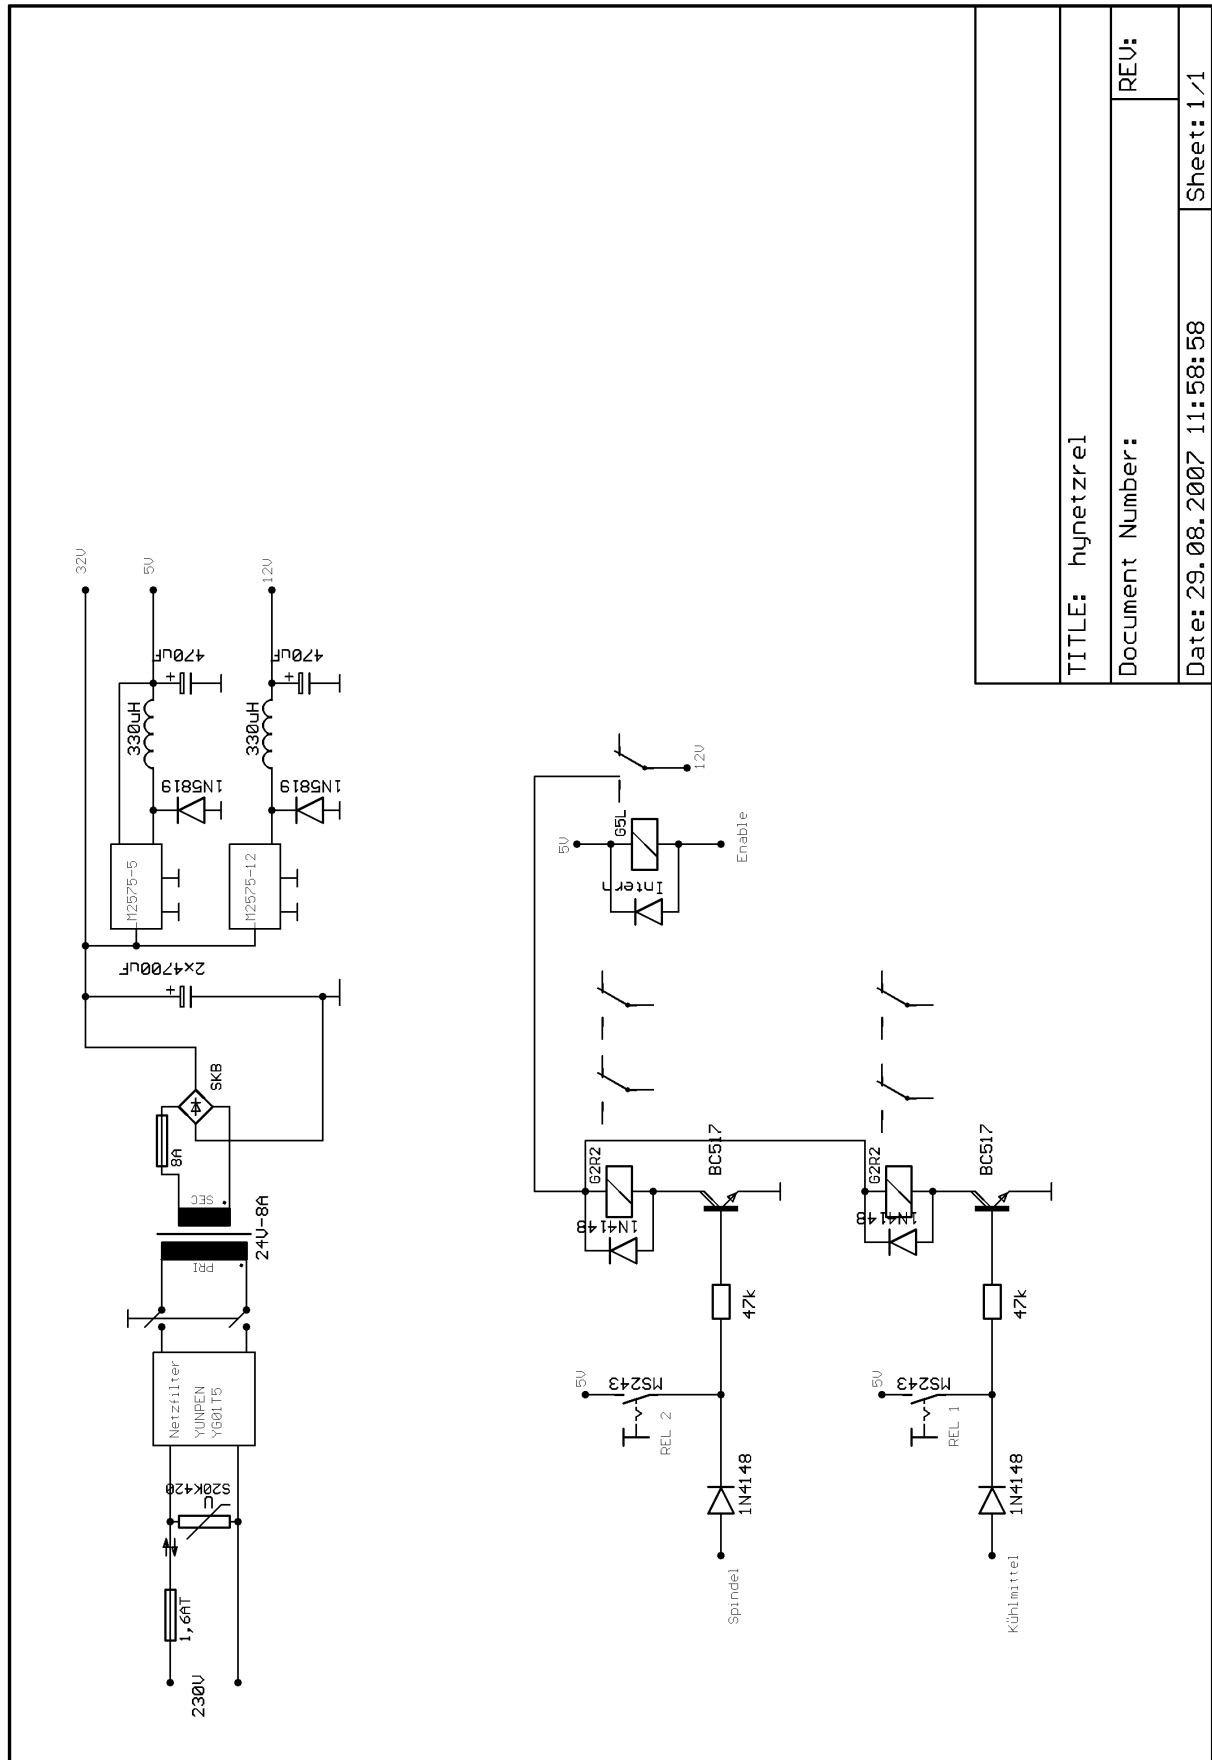 230V
1,6AT
S20K420
U
Netzfilter
YUNPEN
YG01T5
PRI
SEC
24V-8A
8A
SKB
2x4700uF
+
LM2575-5
LM2575-12
1N5819
330uH
+
470uF
1N5819
330uH
+
470uF
32V
5V
12V
Spindel
1N4148
5V
MS243
REL 2
47k
1N4148
G2R2
BC517
5V
Intern
G5L
Enable
12V
Kühlmittel
1N4148
5V
MS243
REL 1
47k
1N4148
G2R2
BC517
TITLE: hynetzrel
Document Number:
REV:
Date: 29.08.2007 11:58:58
Sheet: 1/1